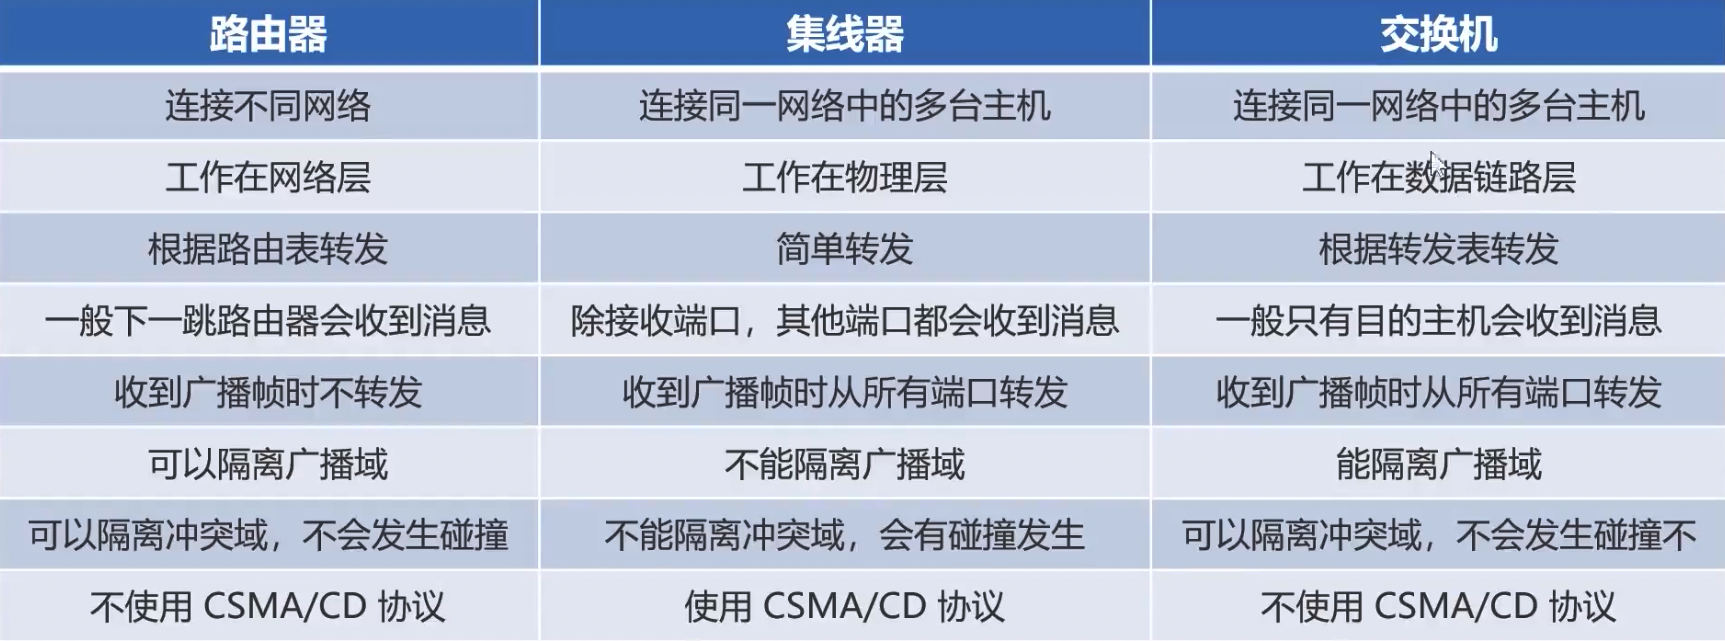 路由器 集线器 交换机
连接不同网络 连接同一网络中的多台主机 连接同一网络中的多台主机
工作在网络层 工作在物理层 工作在数据链路层
根据路由表转发 简单转发 根据转发表转发
一般下一跳路由器会收到消息 除接收端口，其他端口都会收到消息 一般只有目的主机会收到消息
收到广播帧时不转发 收到广播帧时从所有端口转发 收到广播帧时从所有端口转发
可以隔离广播域 不能隔离广播域 能隔离广播域
可以隔离冲突域，不会发生碰撞 不能隔离冲突域，会有碰撞发生 可以隔离冲突域，不会发生碰撞不
不使用 CSMA/CD 协议 使用 CSMA/CD 协议 不使用 CSMA/CD 协议